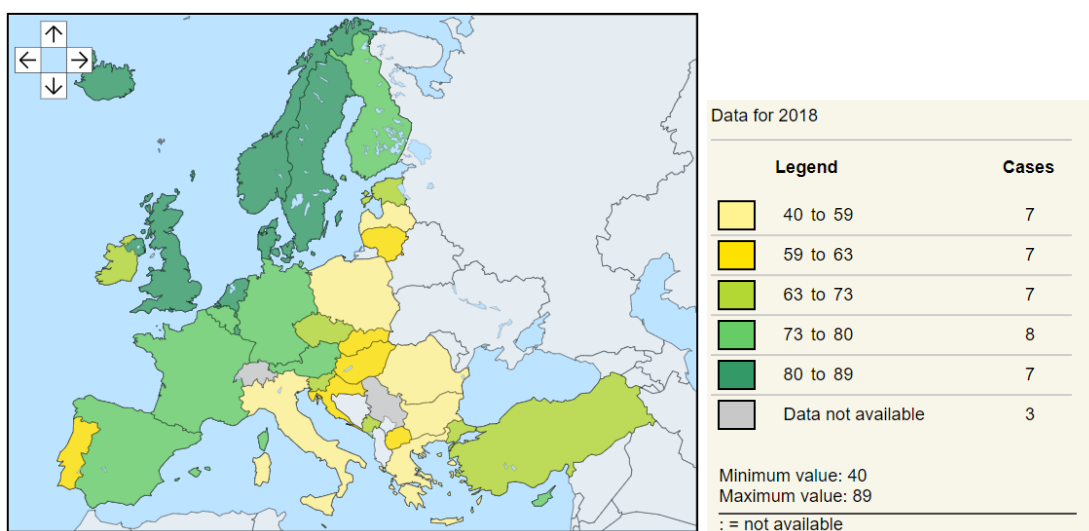 Data for 2018
Legend Cases
40 to 59 7
59 to 63 7
63 to 73 7
73 to 80 8
80 to 89 7
Data not available 3
Minimum value: 40
Maximum value: 89
: = not available